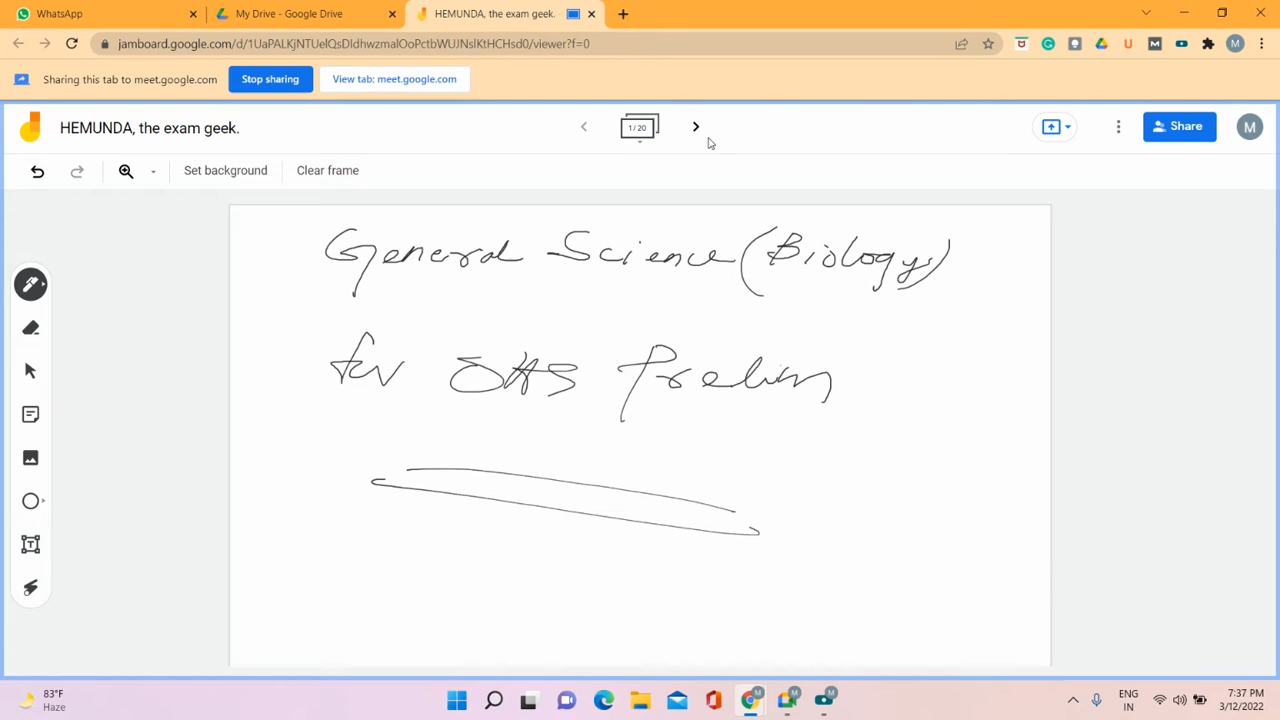 WhatsApp
My Drive - Google Drive
HEMUNDA, the exam geek.
jamboard.google.com/d/1UaPALKjNTUelQsDIdhwzmalOoPctbWUJNslKtHCHsd0/viewer?f=0
M
Sharing this tab to meet.google.com
Stop sharing
View tab: meet.google.com
HEMUNDA, the exam geek.
1 / 20
Share
M
Set background
Clear frame
General Science (Biology)
for OAS Prelims
83°F
Haze
ENG
IN
7:37 PM
3/12/2022